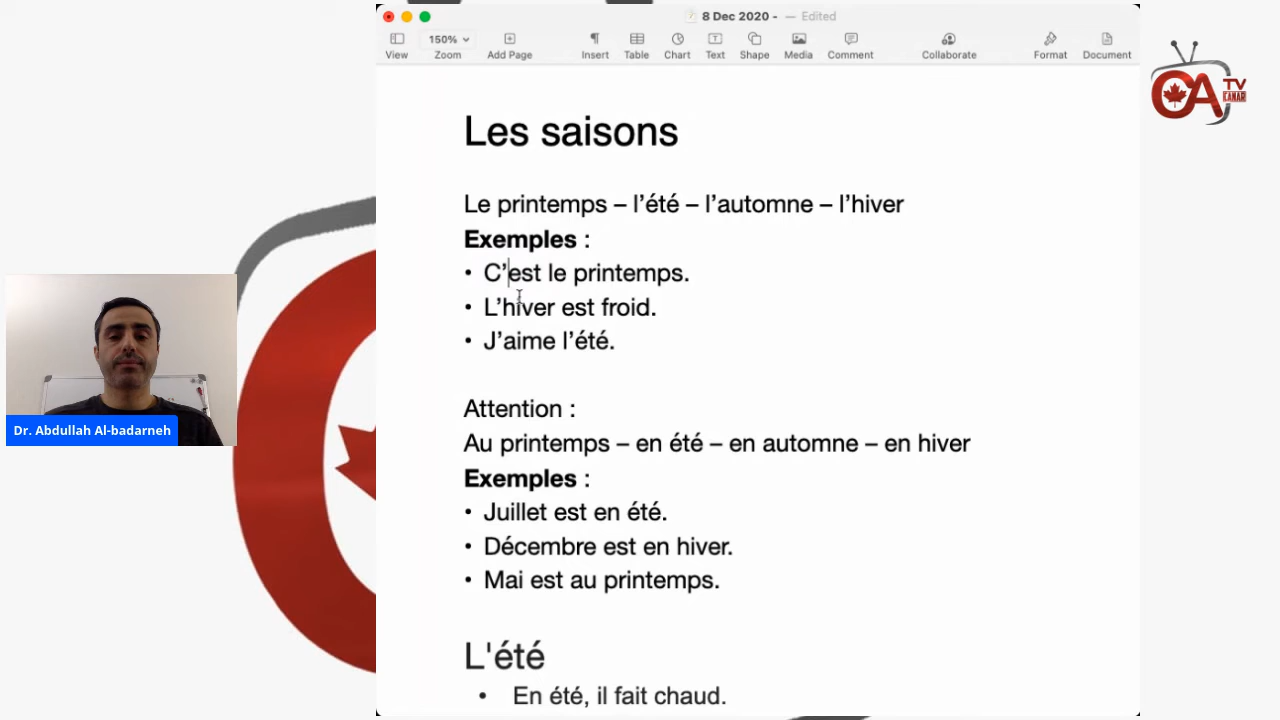 8 Dec 2020 - — Edited
150%
View Zoom Add Page Insert Table Chart Text Shape Media Comment Collaborate Format Document
CA TV
CANAR
Les saisons
Le printemps – l’été – l’automne – l’hiver
Exemples :
• C’est le printemps.
• L’hiver est froid.
• J’aime l’été.
Attention :
Au printemps – en été – en automne – en hiver
Exemples :
• Juillet est en été.
• Décembre est en hiver.
• Mai est au printemps.
L'été
• En été, il fait chaud.
Dr. Abdullah Al-badarneh